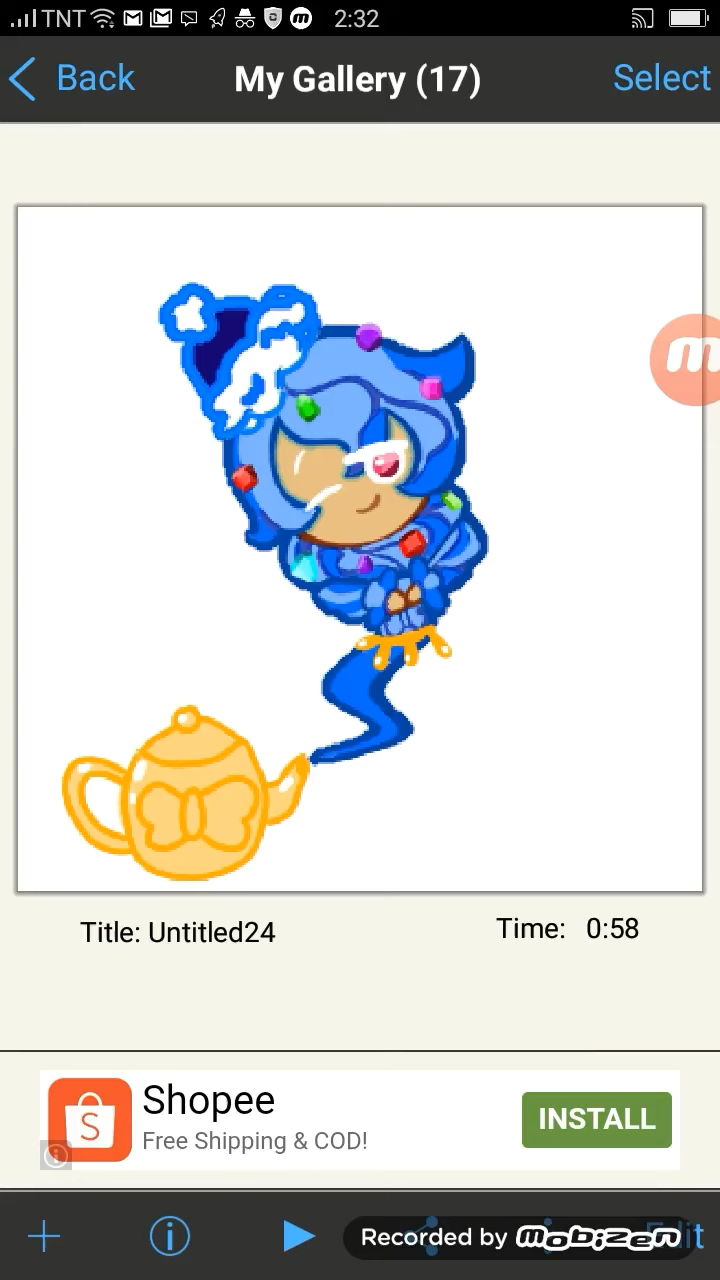 TNT 2:32
Back My Gallery (17) Select
Title: Untitled24 Time: 0:58
Shopee
Free Shipping & COD!
INSTALL
Recorded by mobizen